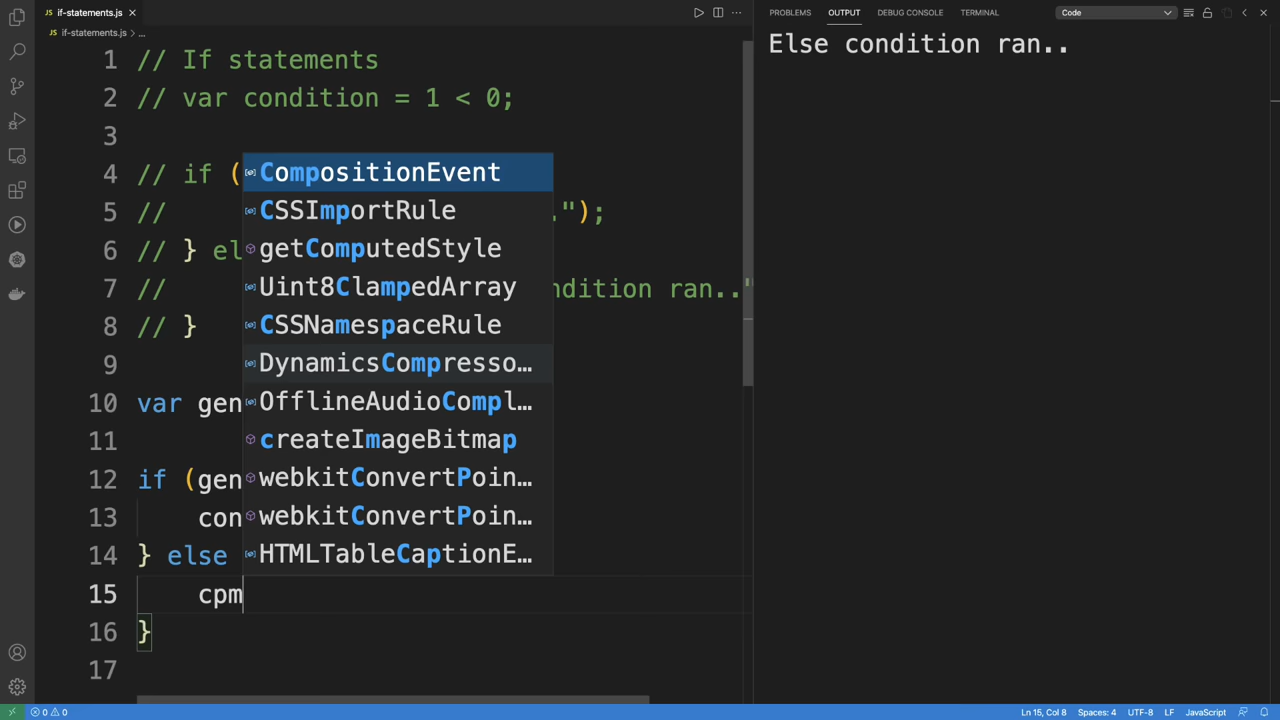 if-statements.js
PROBLEMS OUTPUT DEBUG CONSOLE TERMINAL Code
if-statements.js > ...
Else condition ran..
1 // If statements
2 // var condition = 1 < 0;
3
4 // if (
5 // .");
6 // } el
7 // ndition ran.."
8 // }
9
10 var gen
11
12 if (gen
13 con
14 } else
15 cpm
16 }
17
CompositionEvent
CSSImportRule
getComputedStyle
Uint8ClampedArray
CSSNamespaceRule
DynamicsCompresso…
OfflineAudioCompl…
createImageBitmap
webkitConvertPoin…
webkitConvertPoin…
HTMLTableCaptionE…
0 0 Ln 15, Col 8 Spaces: 4 UTF-8 LF JavaScript